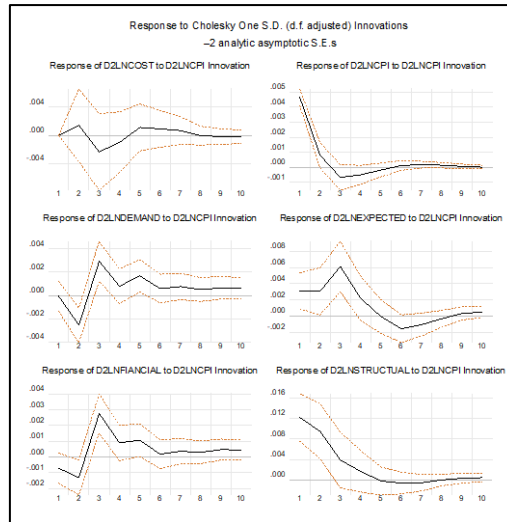 Response to Cholesky One S.D. (d.f. adjusted) Innovations
–2 analytic asymptotic S.E.s
Response of D2LNCOST to D2LNCPI Innovation
.004
.000
-.004
1 2 3 4 5 6 7 8 9 10
Response of D2LNCPI to D2LNCPI Innovation
.005
.004
.003
.002
.001
.000
-.001
1 2 3 4 5 6 7 8 9 10
Response of D2LNDEMAND to D2LNCPI Innovation
.004
.002
.000
-.002
-.004
1 2 3 4 5 6 7 8 9 10
Response of D2LNEXPECTED to D2LNCPI Innovation
.008
.006
.004
.002
.000
-.002
1 2 3 4 5 6 7 8 9 10
Response of D2LNFIANCIAL to D2LNCPI Innovation
.004
.003
.002
.001
.000
-.001
-.002
1 2 3 4 5 6 7 8 9 10
Response of D2LNSTRUCTUAL to D2LNCPI Innovation
.016
.012
.008
.004
.000
1 2 3 4 5 6 7 8 9 10